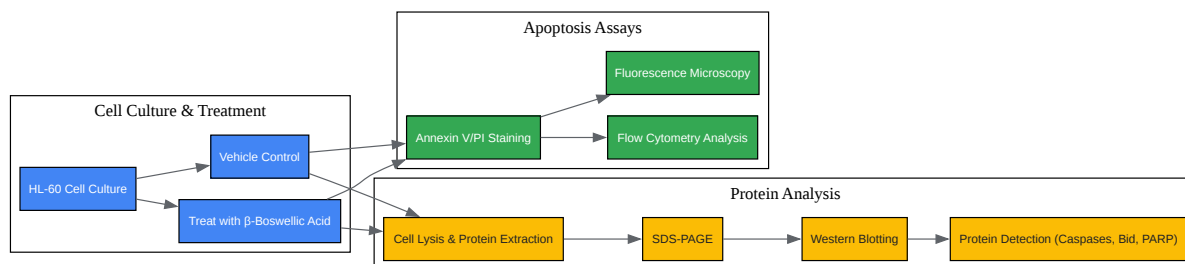 Cell Culture & Treatment
HL-60 Cell Culture
Vehicle Control
Treat with β-Boswellic Acid
Apoptosis Assays
Annexin V/PI Staining
Fluorescence Microscopy
Flow Cytometry Analysis
Protein Analysis
Cell Lysis & Protein Extraction
SDS-PAGE
Western Blotting
Protein Detection (Caspases, Bid, PARP)